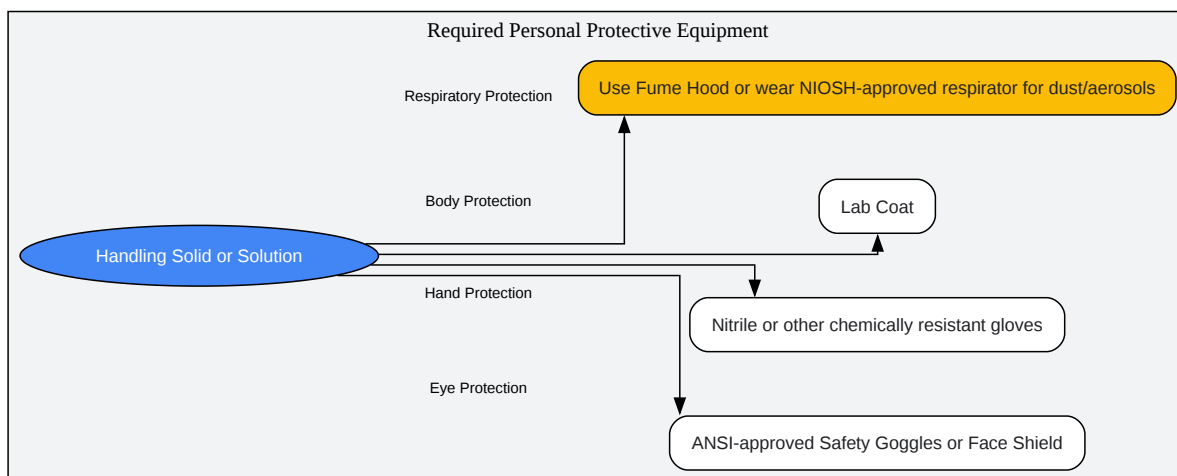 Required Personal Protective Equipment
Use Fume Hood or wear NIOSH-approved respirator for dust/aerosols
Respiratory Protection
Body Protection
Lab Coat
Handling Solid or Solution
Hand Protection
Nitrile or other chemically resistant gloves
Eye Protection
ANSI-approved Safety Goggles or Face Shield